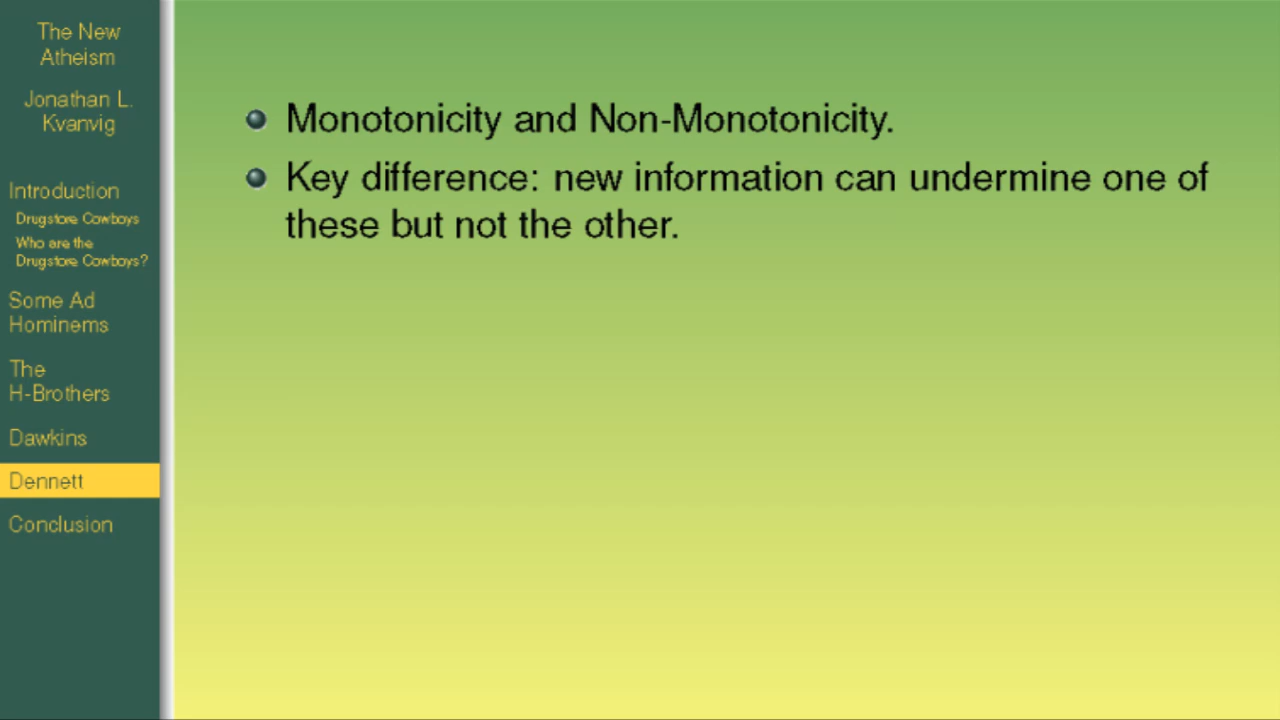 The New
Atheism
Jonathan L.
Kvanvig
Introduction
Drugstore Cowboys
Who are the
Drugstore Cowboys?
Some Ad
Hominems
The
H-Brothers
Dawkins
Dennett
Conclusion
Monotonicity and Non-Monotonicity.
Key difference: new information can undermine one of
these but not the other.